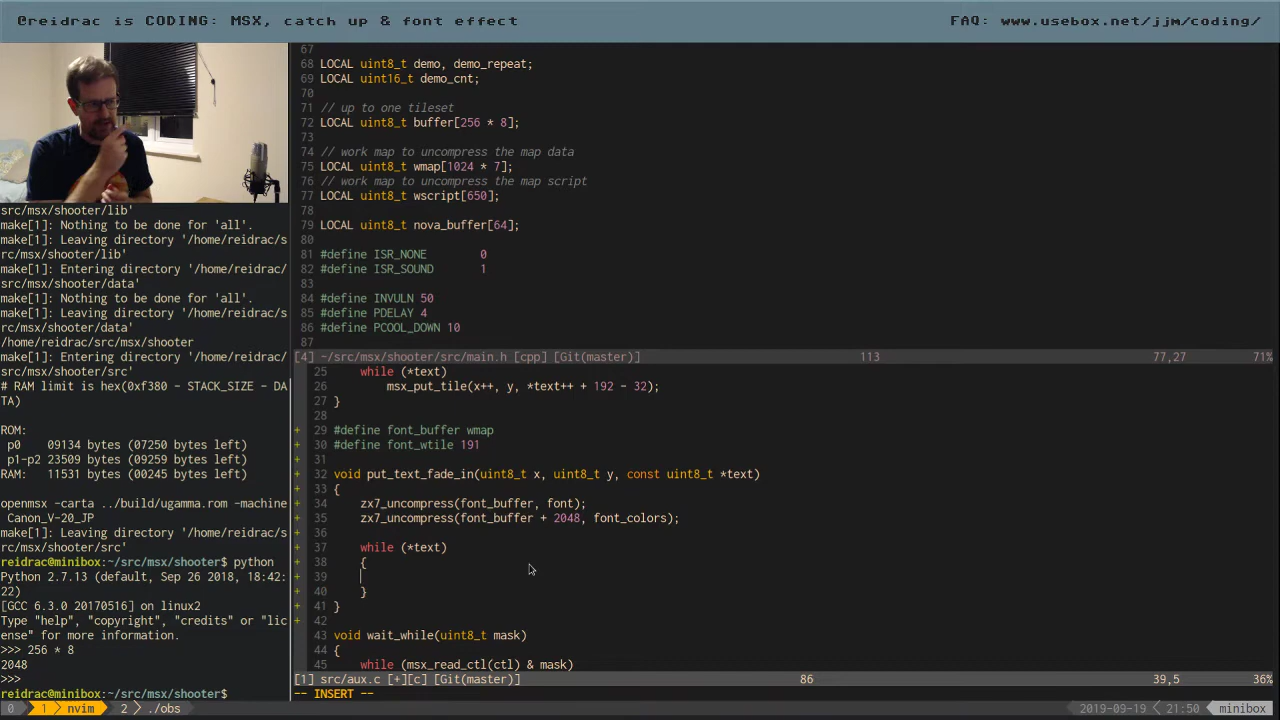 @reidrac is CODING: MSX, catch up & font effect
FAQ: www.usebox.net/jjm/coding/
src/msx/shooter/lib'
make[1]: Nothing to be done for 'all'.
make[1]: Leaving directory '/home/reidrac/s
rc/msx/shooter/lib'
make[1]: Entering directory '/home/reidrac/
src/msx/shooter/data'
make[1]: Nothing to be done for 'all'.
make[1]: Leaving directory '/home/reidrac/s
rc/msx/shooter/data'
/home/reidrac/src/msx/shooter
make[1]: Entering directory '/home/reidrac/
src/msx/shooter/src'
# RAM limit is hex(0xf380 - STACK_SIZE - DA
TA)
ROM:
p0    09134 bytes (07250 bytes left)
p1-p2 23509 bytes (09259 bytes left)
RAM:    11531 bytes (00245 bytes left)
openmsx -carta ../build/ugamma.rom -machine
Canon_V-20_JP
make[1]: Leaving directory '/home/reidrac/s
rc/msx/shooter/src'
reidrac@minibox:~/src/msx/shooter$ python
Python 2.7.13 (default, Sep 26 2018, 18:42:
22)
[GCC 6.3.0 20170516] on linux2
Type "help", "copyright", "credits" or "lic
ense" for more information.
>>> 256 * 8
2048
>>>
reidrac@minibox:~/src/msx/shooter$
67
68 LOCAL uint8_t demo, demo_repeat;
69 LOCAL uint16_t demo_cnt;
70
71 // up to one tileset
72 LOCAL uint8_t buffer[256 * 8];
73
74 // work map to uncompress the map data
75 LOCAL uint8_t wmap[1024 * 7];
76 // work map to uncompress the map script
77 LOCAL uint8_t wscript[650];
78
79 LOCAL uint8_t nova_buffer[64];
80
81 #define ISR_NONE        0
82 #define ISR_SOUND       1
83
84 #define INVULN 50
85 #define PDELAY 4
86 #define PCOOL_DOWN 10
87
[4] ~/src/msx/shooter/src/main.h [cpp] [Git(master)] 113 77,27 71%
25     while (*text)
26         msx_put_tile(x++, y, *text++ + 192 - 32);
27 }
28
+ 29 #define font_buffer wmap
+ 30 #define font_wtile 191
+ 31
+ 32 void put_text_fade_in(uint8_t x, uint8_t y, const uint8_t *text)
+ 33 {
+ 34     zx7_uncompress(font_buffer, font);
+ 35     zx7_uncompress(font_buffer + 2048, font_colors);
+ 36
+ 37     while (*text)
+ 38     {
+ 39
+ 40     }
+ 41 }
+ 42
43 void wait_while(uint8_t mask)
44 {
45     while (msx_read_ctl(ctl) & mask)
[1] src/aux.c [+][c] [Git(master)] 86 39,5 36%
-- INSERT --
0 1 nvim 2 ./obs 2019-09-19 21:50 minibox